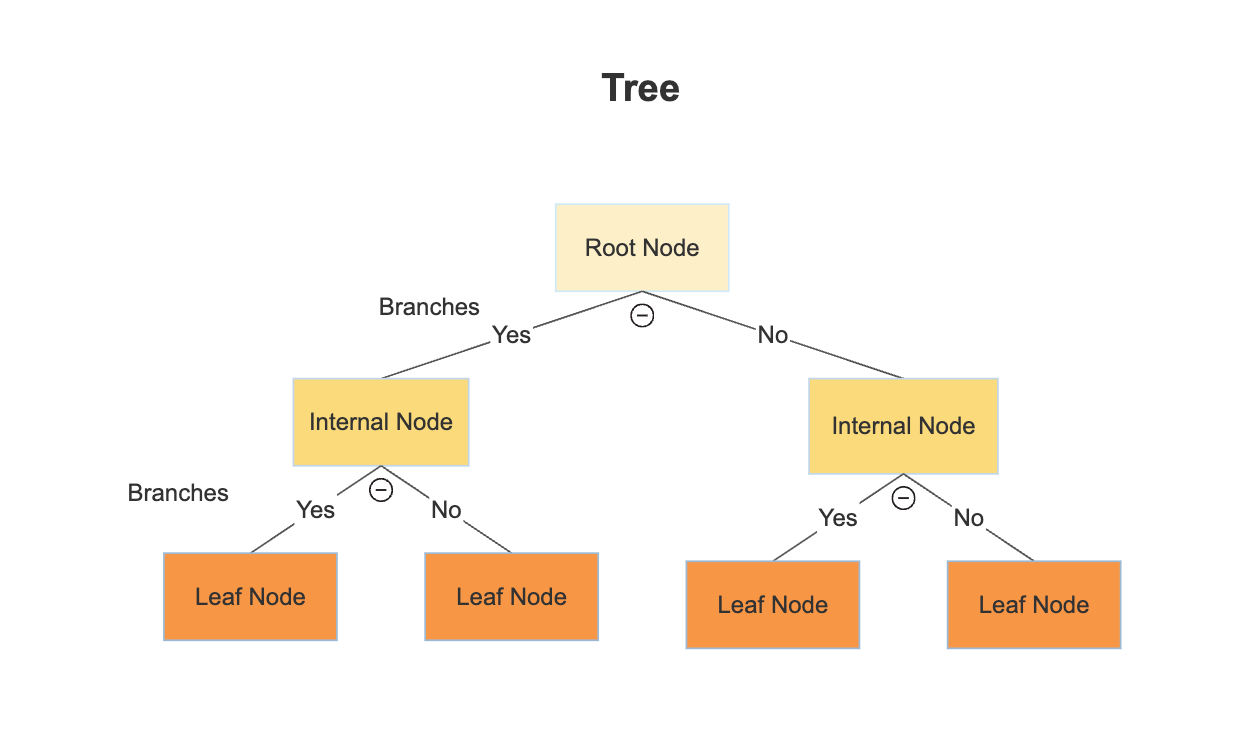 Tree
Root Node
Branches
Yes
No
Internal Node
Internal Node
Branches
Yes
No
Yes
No
Leaf Node
Leaf Node
Leaf Node
Leaf Node